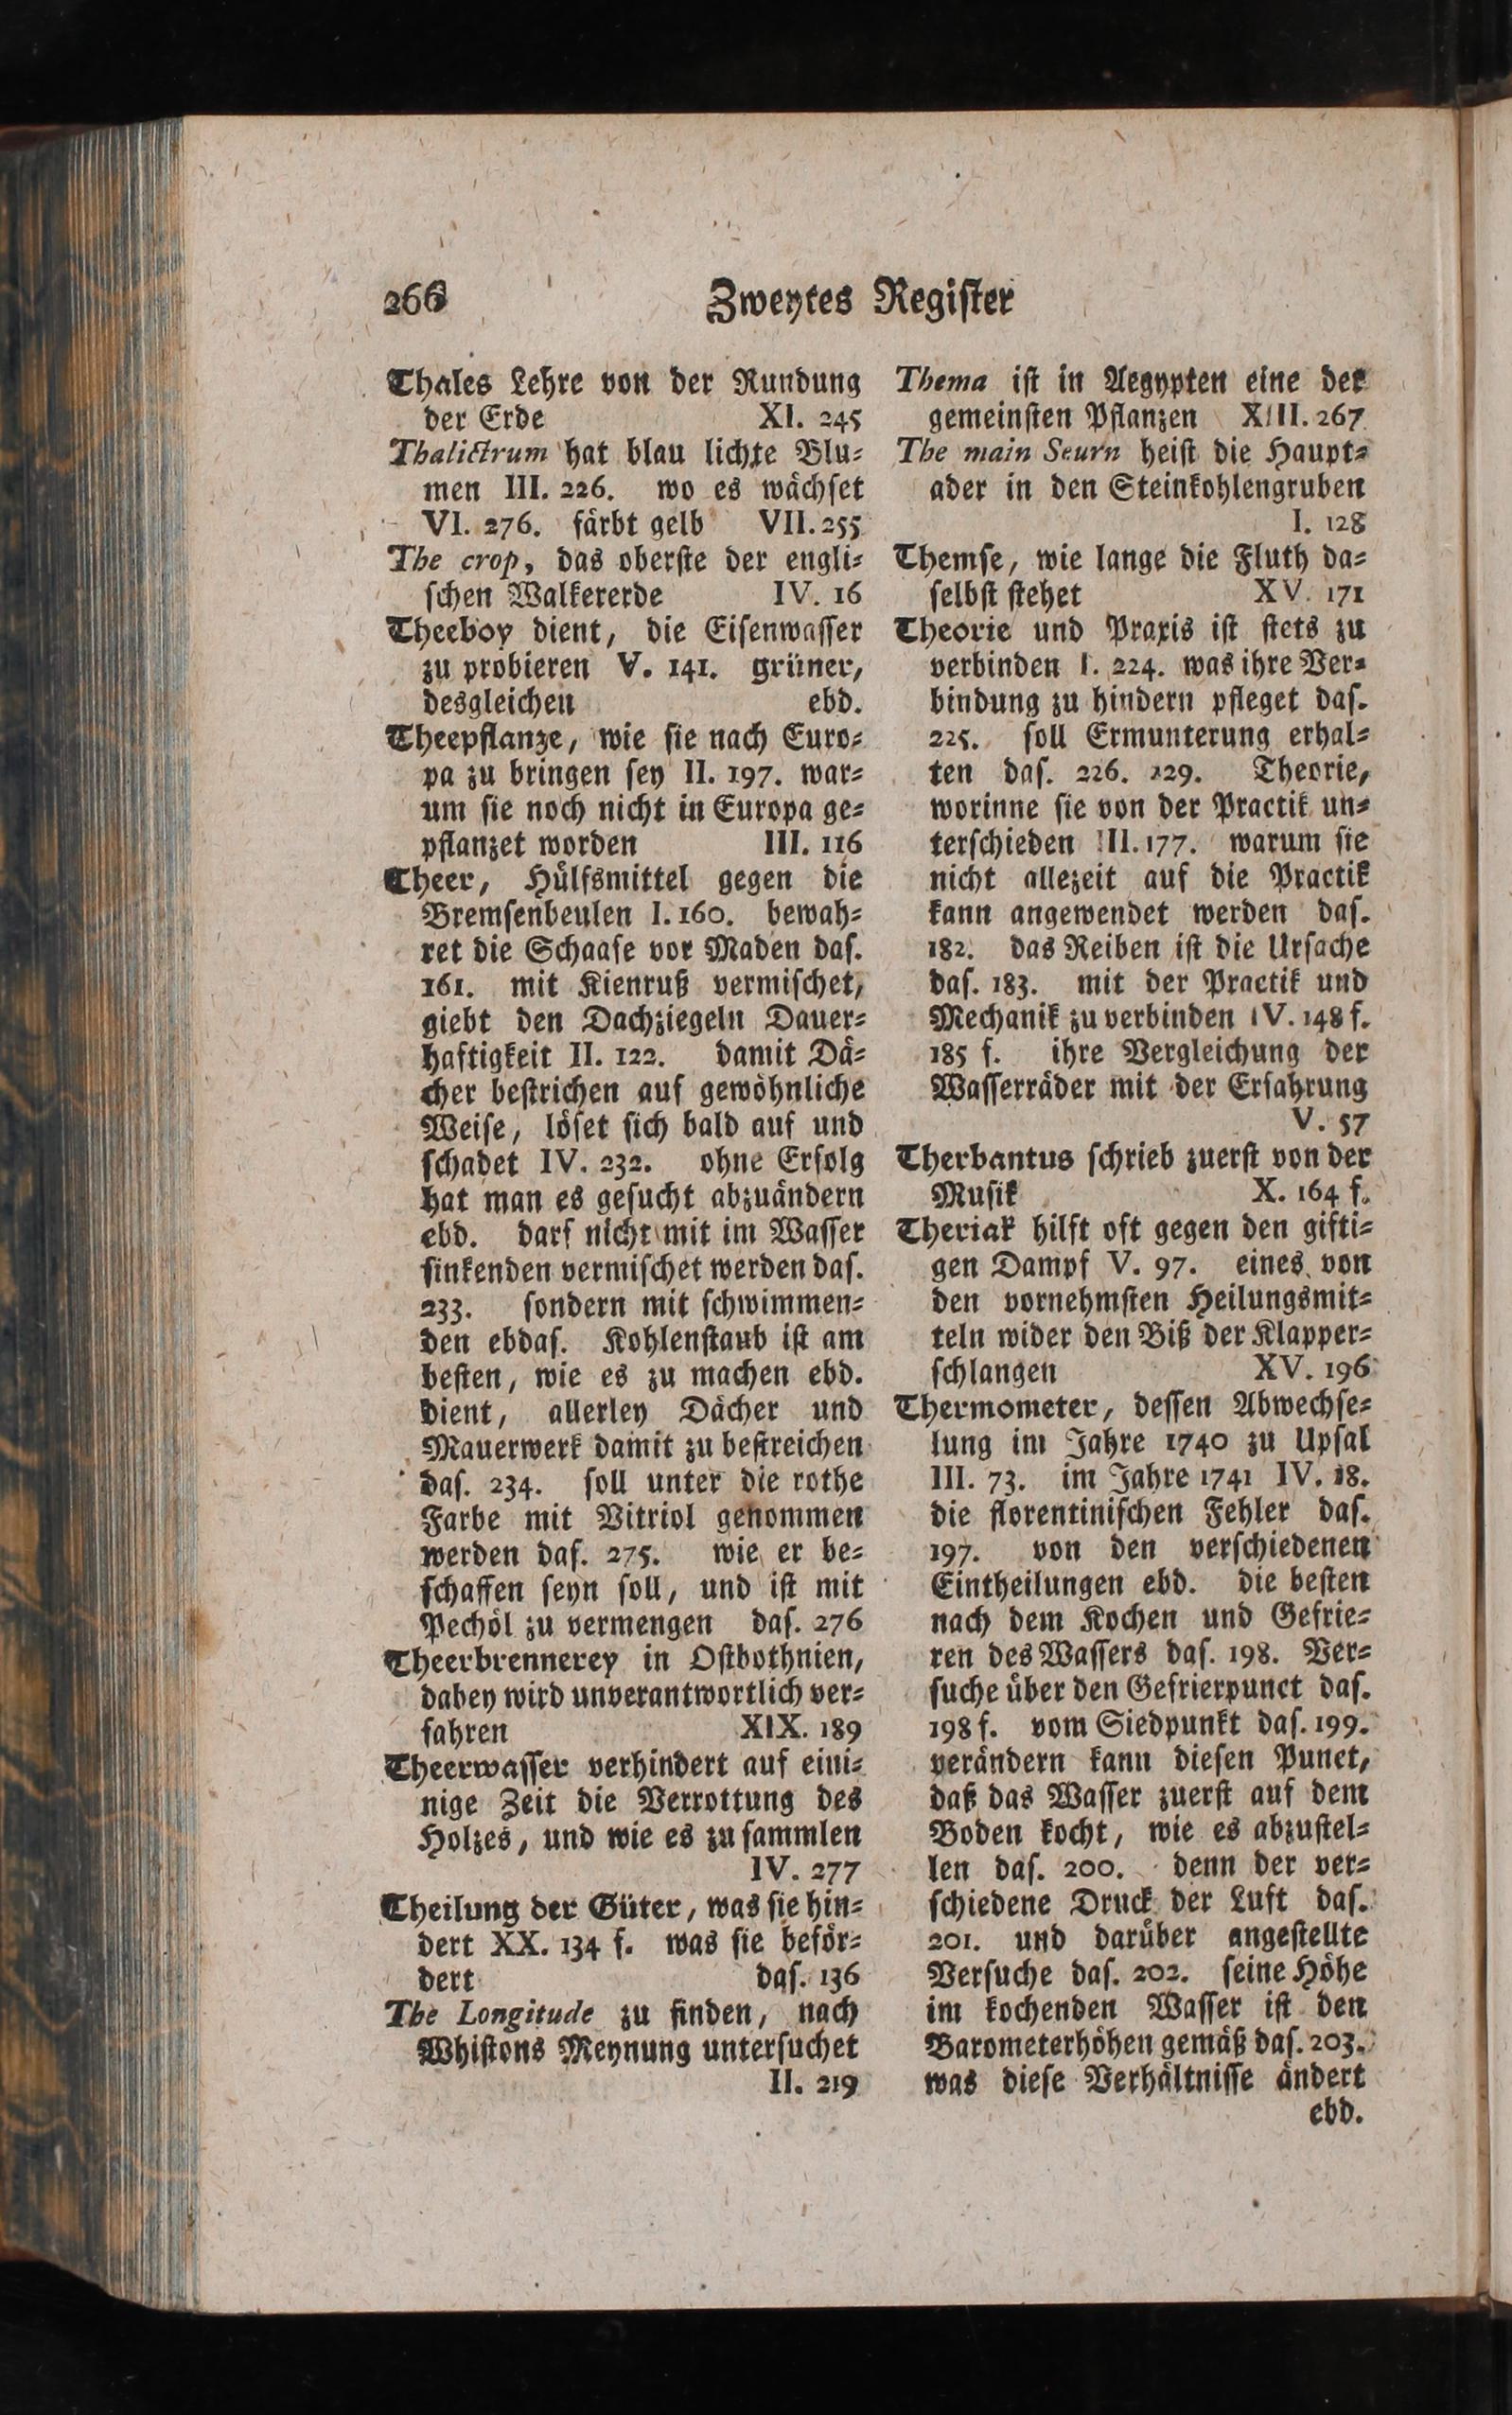 266
Zweytes Register
Thales Lehre von der Rundung
der Erde XI. 245
Thalictrum hat blau lichte Blu⸗
men III. 226. wo es wächset
VI. 276. färbt gelb VII. 255
The crop, das oberste der engli⸗
schen Walkererde IV. 16
Theeboy dient, die Eisenwasser
zu probieren V. 141. grüner,
desgleichen ebd.
Theepflanze, wie sie nach Euro⸗
pa zu bringen sey II. 197. war⸗
um sie noch nicht in Europa ge⸗
pflanzet worden III. 116
Theer, Hülfsmittel gegen die
Bremsenbeulen I. 160. bewah⸗
ret die Schaafe vor Maden das.
161. mit Kienruß vermischet,
giebt den Dachziegeln Dauer⸗
haftigkeit II. 122. damit Dä⸗
cher bestrichen auf gewöhnliche
Weise, löset sich bald auf und
schadet IV. 232. ohne Erfolg
hat man es gesucht abzuändern
ebd. darf nicht mit im Wasser
sinkenden vermischet werden das.
233. sondern mit schwimmen⸗
den ebdas. Kohlenstaub ist am
besten, wie es zu machen ebd.
dient, allerley Dächer und
Mauerwerk damit zu bestreichen
das. 234. soll unter die rothe
Farbe mit Vitriol genommen
werden das. 275. wie er be⸗
schaffen seyn soll, und ist mit
Pechöl zu vermengen das. 276
Theerbrennerey in Ostbothnien,
dabey wird unverantwortlich ver⸗
fahren XIX. 189
Theerwasser verhindert auf eini⸗
nige Zeit die Verrottung des
Holzes, und wie es zu sammlen
IV. 277
Theilung der Güter, was sie hin⸗
dert XX. 134 f. was sie beför⸗
dert das. 136
The Longitude zu finden, nach
Whistons Meynung untersuchet
II. 219
Thema ist in Aegypten eine der
gemeinsten Pflanzen XIII. 267
The main Seurn heist die Haupt⸗
ader in den Steinkohlengruben
I. 128
Themse, wie lange die Fluth da⸗
selbst stehet XV. 171
Theorie und Praxis ist stets zu
verbinden I. 224. was ihre Ver⸗
bindung zu hindern pfleget das.
225. soll Ermunterung erhal⸗
ten das. 226. 229. Theorie,
worinne sie von der Practik un⸗
terschieden III. 177. warum sie
nicht allezeit auf die Practik
kann angewendet werden das.
182. das Reiben ist die Ursache
das. 183. mit der Practik und
Mechanik zu verbinden IV. 148 f.
185 f. ihre Vergleichung der
Wasserräder mit der Erfahrung
V. 57
Therbantus schrieb zuerst von der
Musik X. 164 f.
Theriak hilft oft gegen den gifti⸗
gen Dampf V. 97. eines von
den vornehmsten Heilungsmit⸗
teln wider den Biß der Klapper⸗
schlangen XV. 196
Thermometer, dessen Abwechse⸗
lung im Jahre 1740 zu Upsal
III. 73. im Jahre 1741 IV. 18.
die florentinischen Fehler das.
197. von den verschiedenen
Eintheilungen ebd. die besten
nach dem Kochen und Gefrie⸗
ren des Wassers das. 198. Ver⸗
suche über den Gefrierpunct das.
198 f. vom Siedpunkt das. 199.
verändern kann diesen Punct,
daß das Wasser zuerst auf dem
Boden kocht, wie es abzustel⸗
len das. 200. denn der ver⸗
schiedene Druck der Luft das.
201. und darüber angestellte
Versuche das. 202. seine Höhe
im kochenden Wasser ist den
Barometerhöhen gemäß das. 203.
was diese Verhältnisse ändert
ebd.